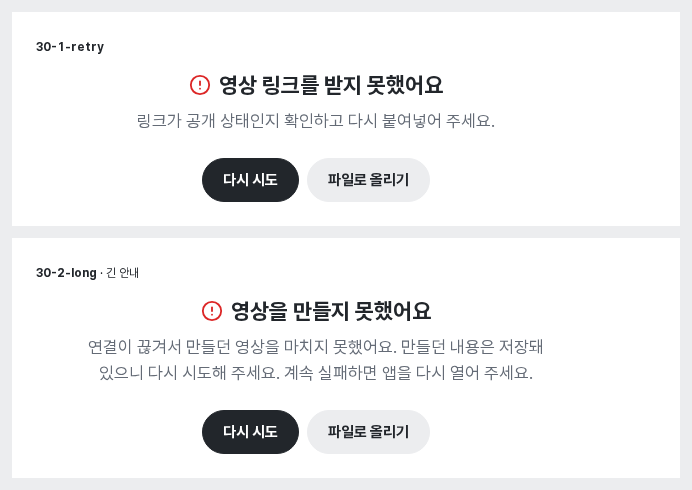 30-1-retry
영상 링크를 받지 못했어요
링크가 공개 상태인지 확인하고 다시 붙여넣어 주세요.
다시 시도 파일로 올리기
30-2-long · 긴 안내
영상을 만들지 못했어요
연결이 끊겨서 만들던 영상을 마치지 못했어요. 만들던 내용은 저장돼
있으니 다시 시도해 주세요. 계속 실패하면 앱을 다시 열어 주세요.
다시 시도 파일로 올리기